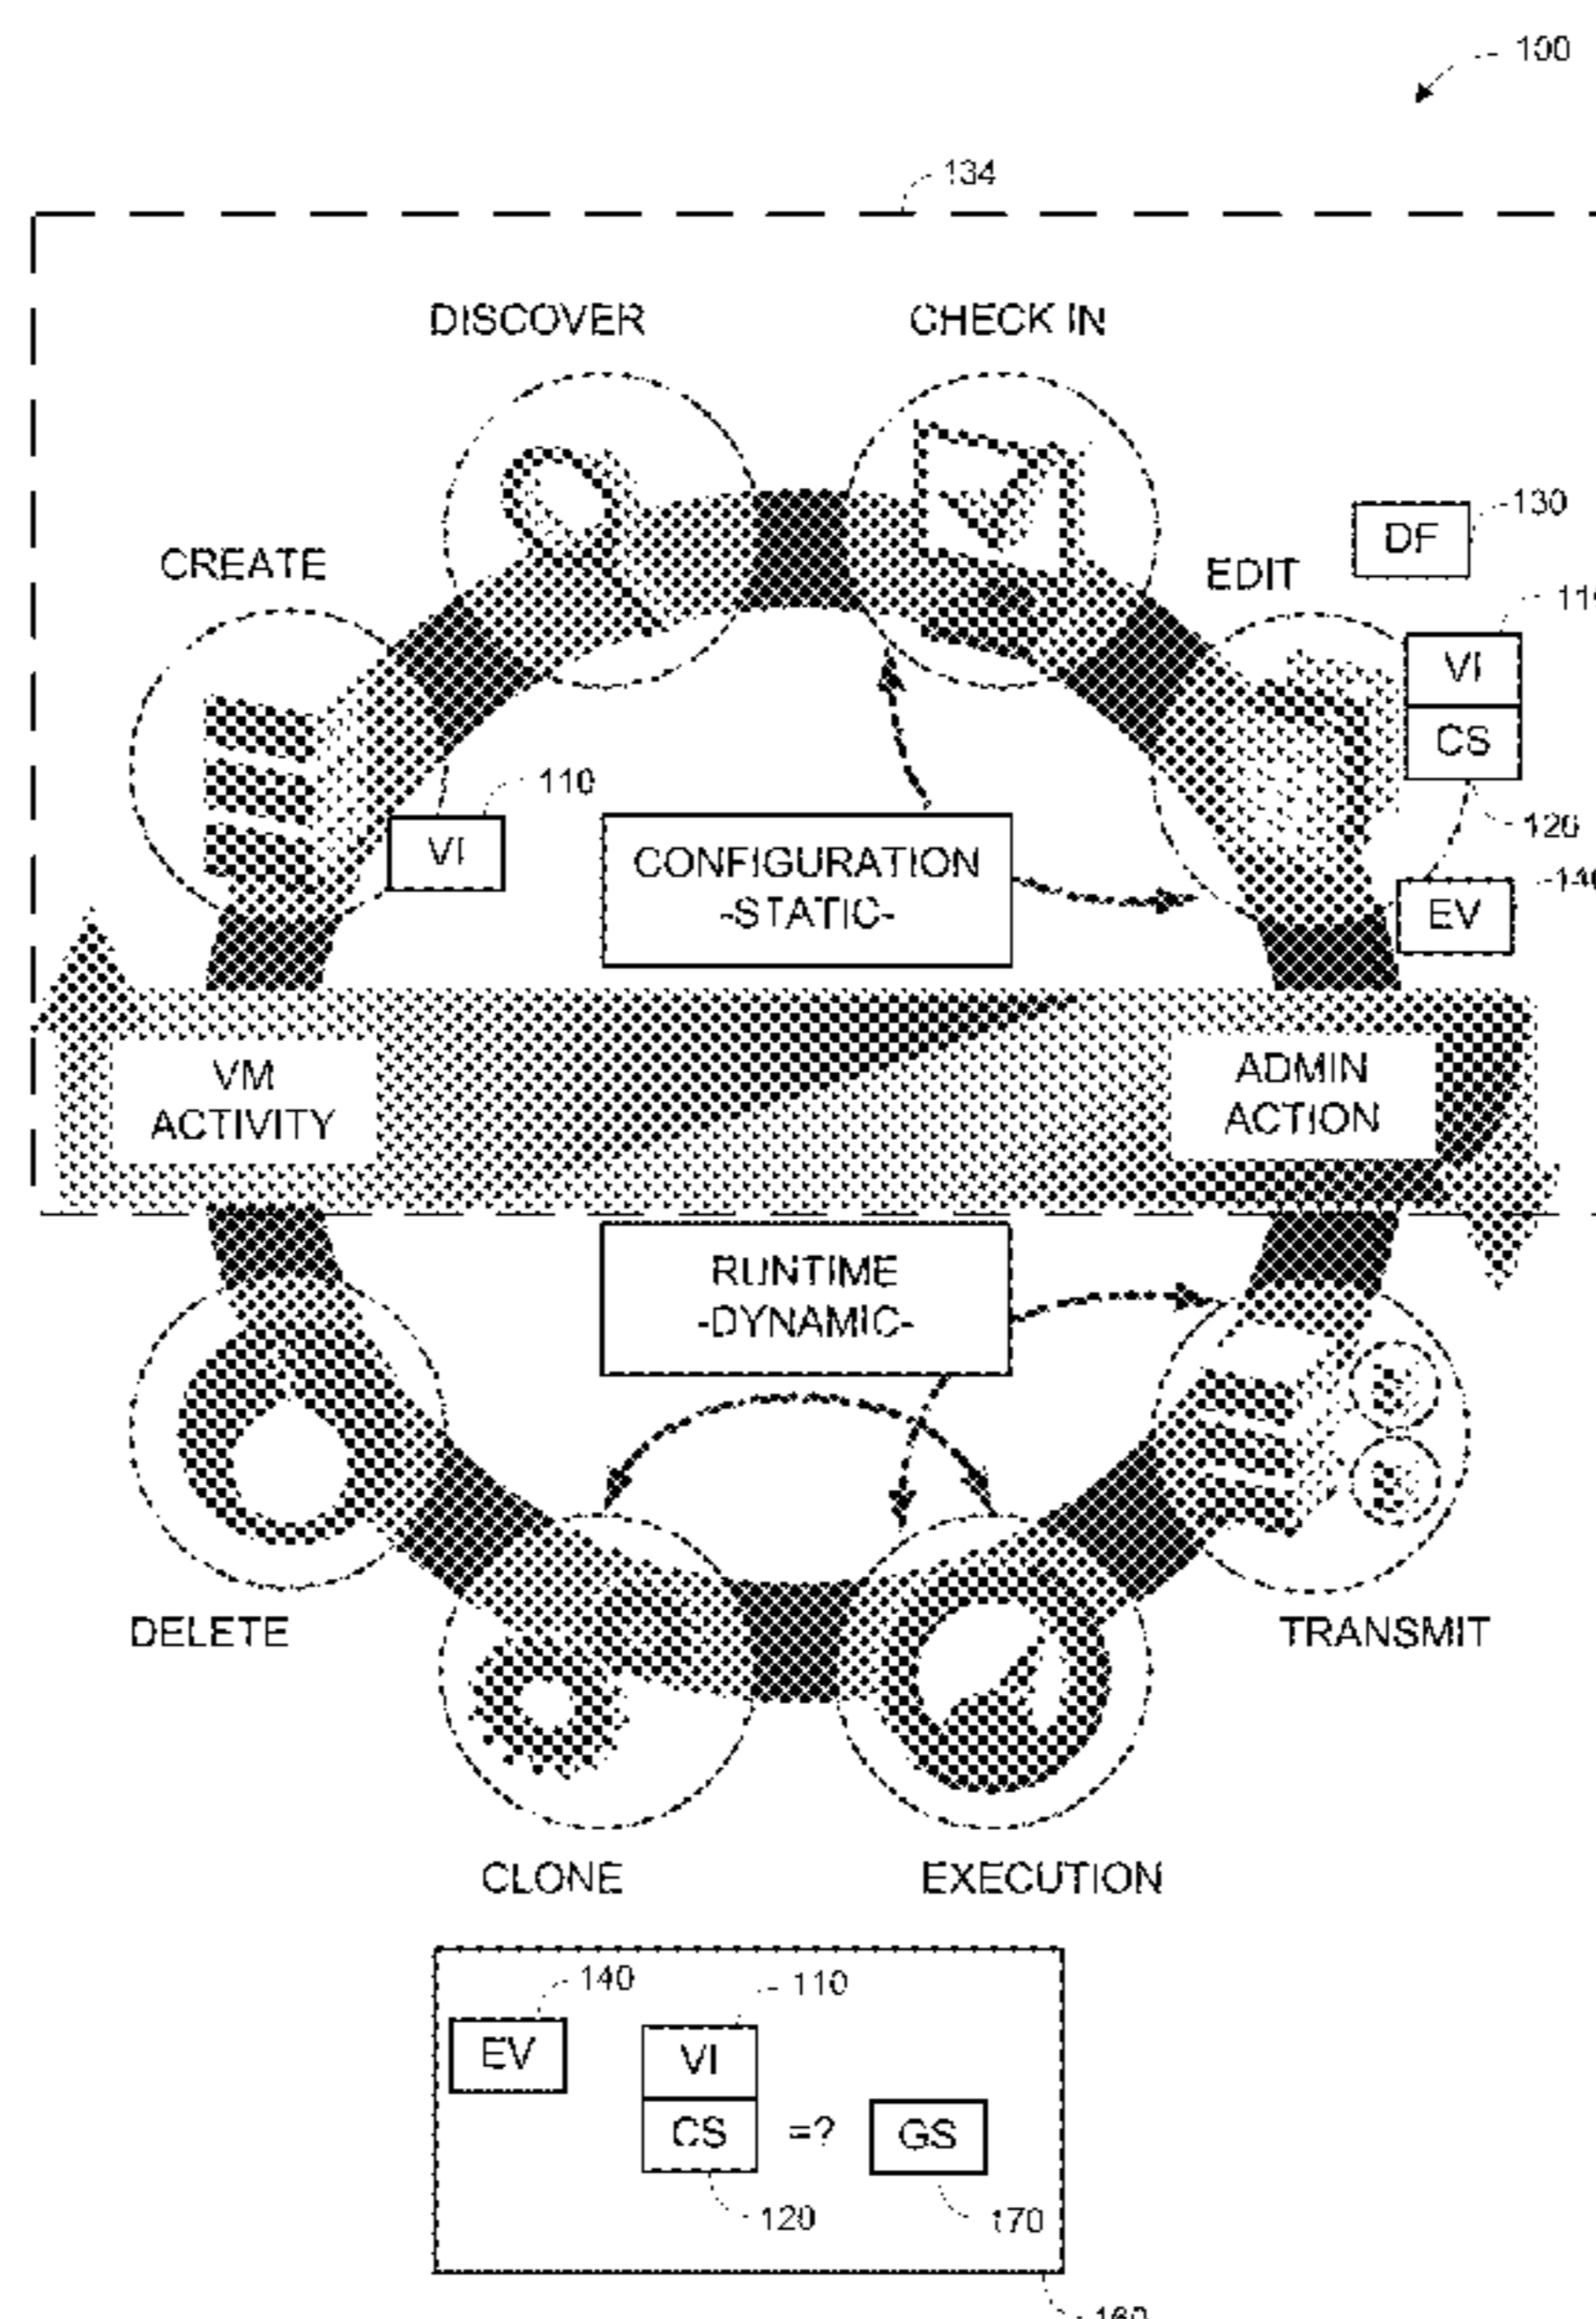 100
134
DISCOVER
CHECK IN
130
DF
CREATE
EDIT
VI
110
CS
VI
120
CONFIGURATION
-STATIC-
EV
VM
ACTIVITY
ADMIN
ACTION
RUNTIME
-DYNAMIC-
DELETE
TRANSMIT
CLONE
EXECUTION
140
110
EV
VI
CS =? GS
120
170
160